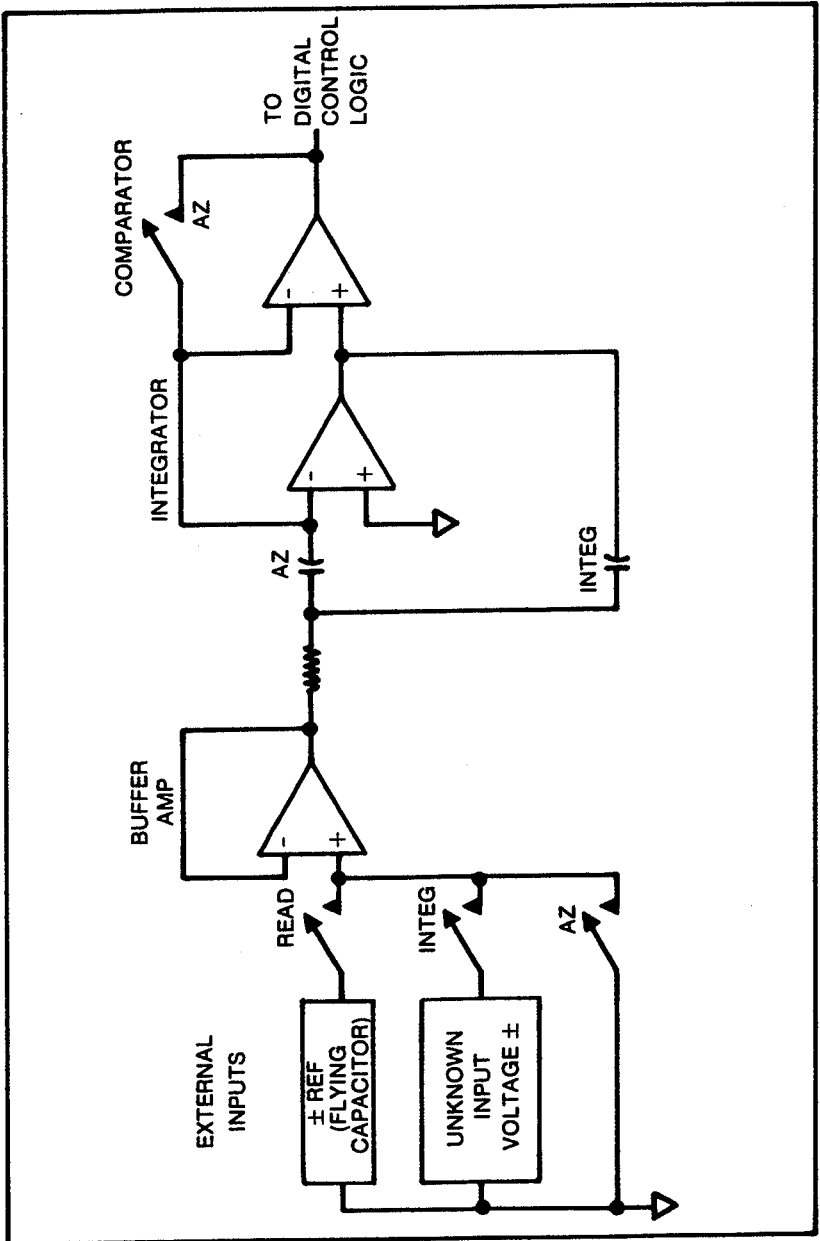 EXTERNAL
INPUTS
± REF
(FLYING
CAPACITOR)
UNKNOWN
INPUT
VOLTAGE ±
READ
INTEG
AZ
BUFFER
AMP
-
+
AZ
INTEG
INTEGRATOR
-
+
COMPARATOR
AZ
-
+
TO
DIGITAL
CONTROL
LOGIC